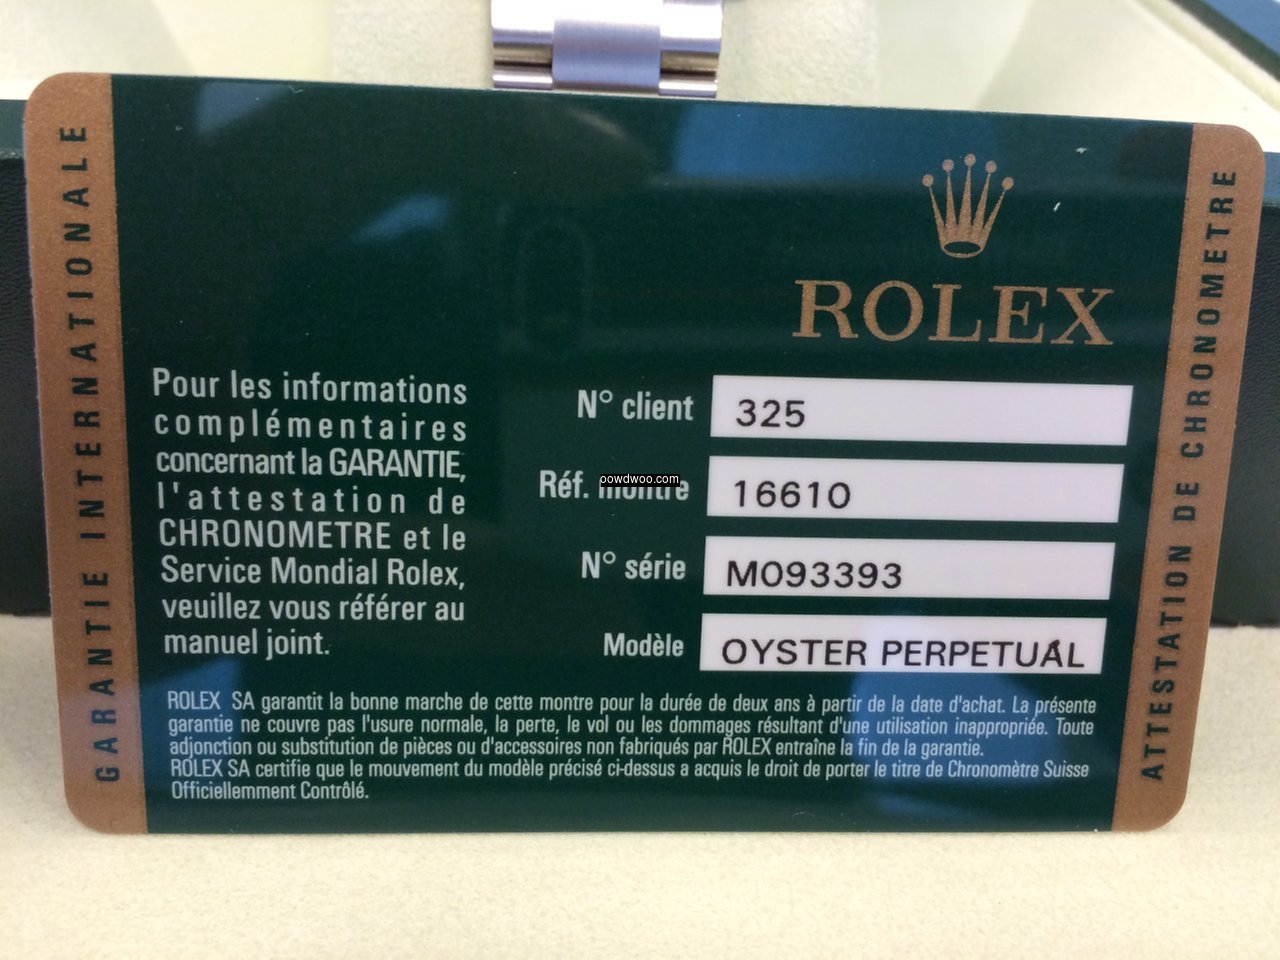 GARANTIE INTERNATIONALE
ROLEX
Pour les informations
complémentaires
concernant la GARANTIE,
l'attestation de
CHRONOMETRE et le
Service Mondial Rolex,
veuillez vous référer au
manuel joint.
N° client 325
Réf. montre 16610
oowdwoo.com
N° série M093393
Modèle OYSTER PERPETUAL
ROLEX SA garantit la bonne marche de cette montre pour la durée de deux ans à partir de la date d'achat. La présente
garantie ne couvre pas l'usure normale, la perte, le vol ou les dommages résultant d'une utilisation inappropriée. Toute
adjonction ou substitution de pièces ou d'accessoires non fabriqués par ROLEX entraîne la fin de la garantie.
ROLEX SA certifie que le mouvement du modèle précisé ci-dessus a acquis le droit de porter le titre de Chronomètre Suisse
Officiellemment Contrôlé.
ATTESTATION DE CHRONOMETRE